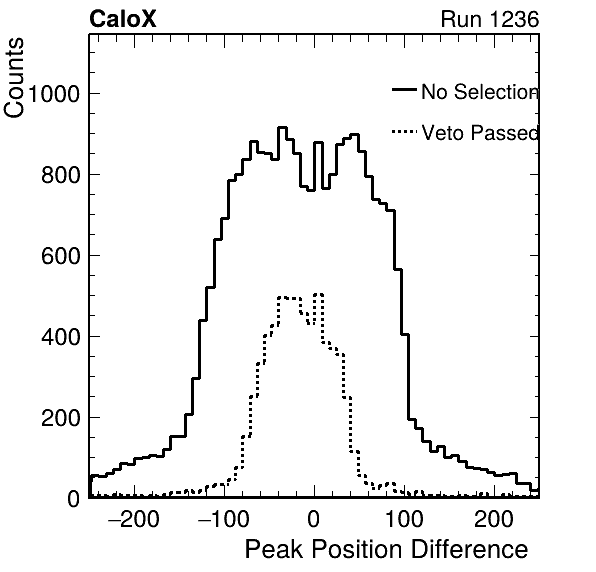 CaloX Run 1236
Counts
1000
800
600
400
200
0
No Selection
Veto Passed
−200 −100 0 100 200
Peak Position Difference